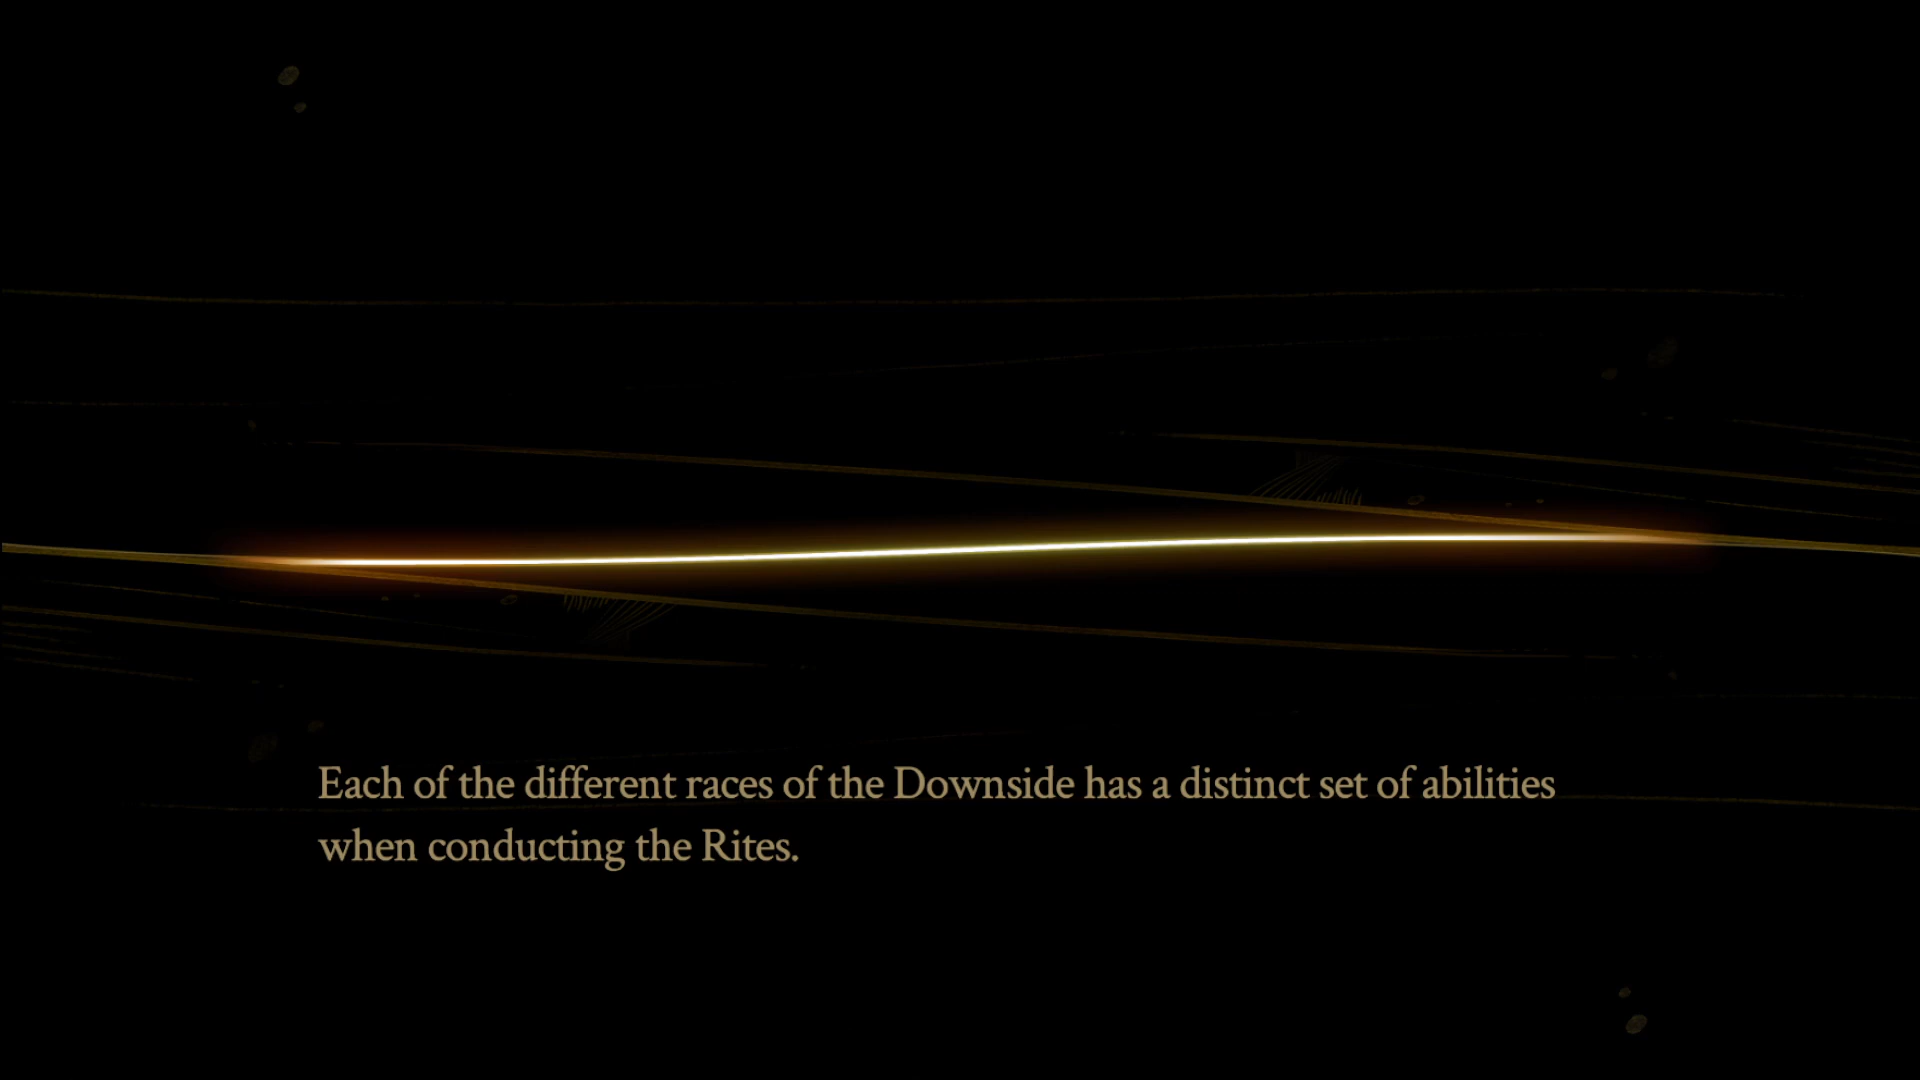 Each of the different races of the Downside has a distinct set of abilities
when conducting the Rites.